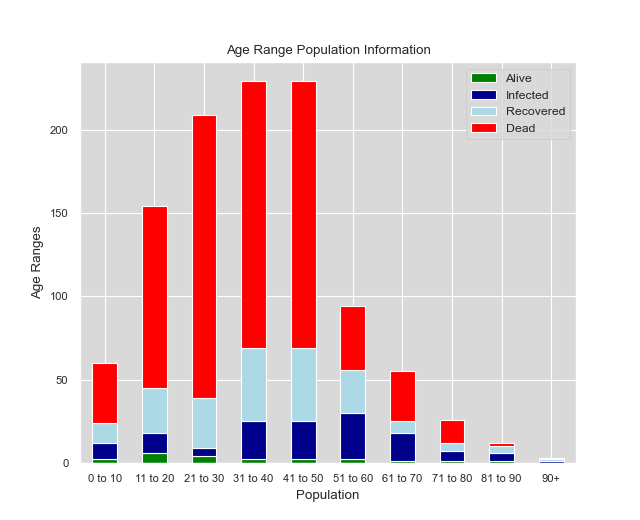 Age Range Population Information
Alive
Infected
Recovered
Dead
Age Ranges
200
150
100
50
0
0 to 10 11 to 20 21 to 30 31 to 40 41 to 50 51 to 60 61 to 70 71 to 80 81 to 90 90+
Population